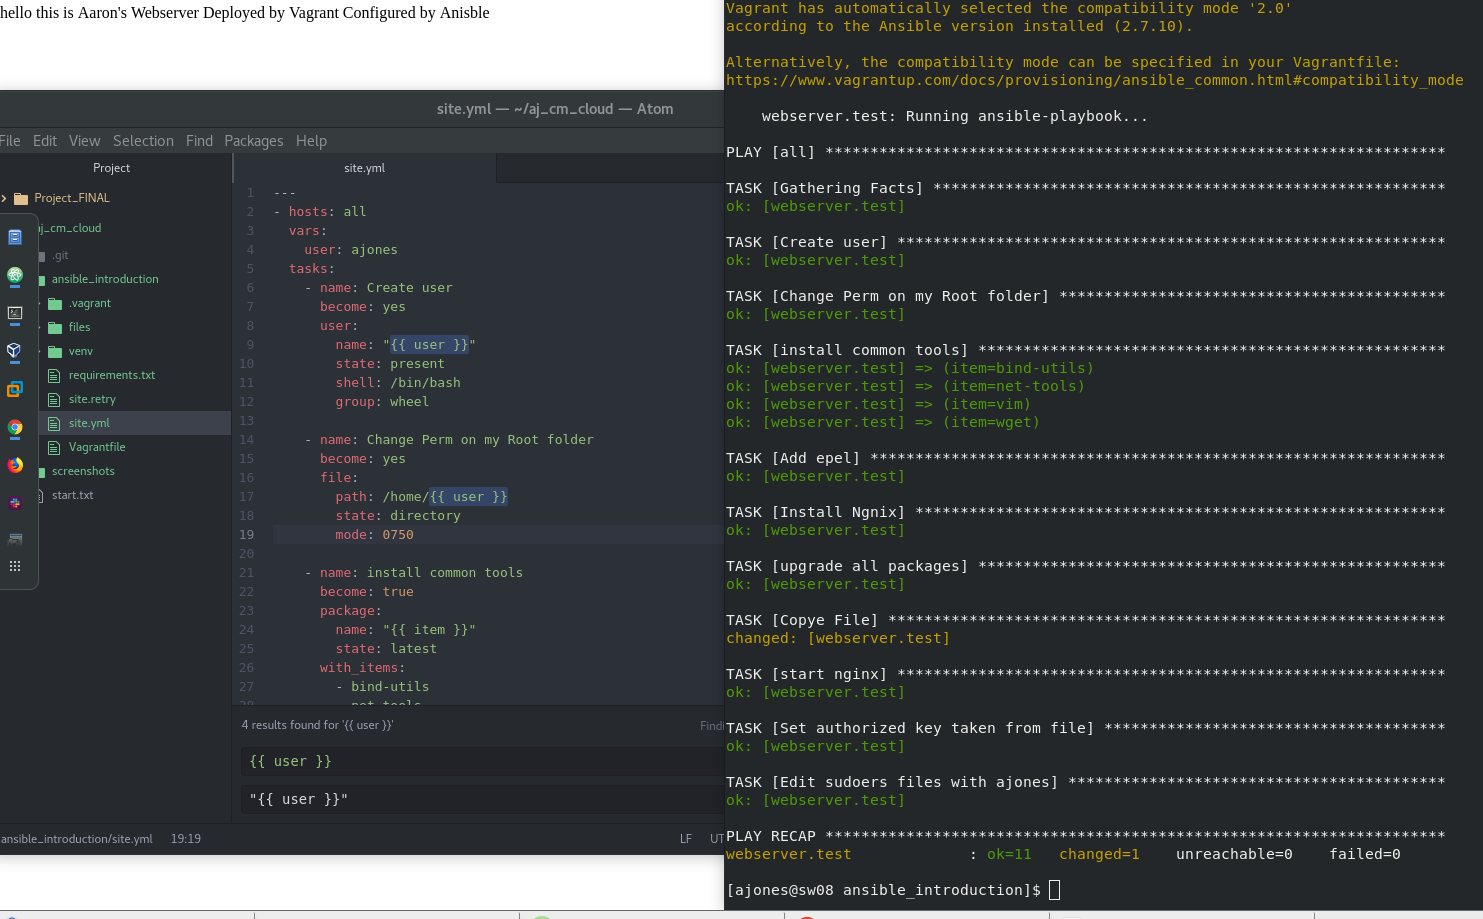 hello this is Aaron's Webserver Deployed by Vagrant Configured by Anisble
site.yml — ~/aj_cm_cloud — Atom
File Edit View Selection Find Packages Help
Project
Project_FINAL
aj_cm_cloud
.git
ansible_introduction
.vagrant
files
venv
requirements.txt
site.retry
site.yml
Vagrantfile
screenshots
start.txt
site.yml
1 ---
2 - hosts: all
3 vars:
4 user: ajones
5 tasks:
6 - name: Create user
7 become: yes
8 user:
9 name: "{{ user }}"
10 state: present
11 shell: /bin/bash
12 group: wheel
13
14 - name: Change Perm on my Root folder
15 become: yes
16 file:
17 path: /home/{{ user }}
18 state: directory
19 mode: 0750
20
21 - name: install common tools
22 become: true
23 package:
24 name: "{{ item }}"
25 state: latest
26 with_items:
27 - bind-utils
28 - net-tools
4 results found for '{{ user }}'
Find
{{ user }}
"{{ user }}"
ansible_introduction/site.yml 19:19 LF UT
Vagrant has automatically selected the compatibility mode '2.0'
according to the Ansible version installed (2.7.10).
Alternatively, the compatibility mode can be specified in your Vagrantfile:
https://www.vagrantup.com/docs/provisioning/ansible_common.html#compatibility_mode
webserver.test: Running ansible-playbook...
PLAY [all] *********************************************************************
TASK [Gathering Facts] *********************************************************
ok: [webserver.test]
TASK [Create user] *************************************************************
ok: [webserver.test]
TASK [Change Perm on my Root folder] *******************************************
ok: [webserver.test]
TASK [install common tools] ****************************************************
ok: [webserver.test] => (item=bind-utils)
ok: [webserver.test] => (item=net-tools)
ok: [webserver.test] => (item=vim)
ok: [webserver.test] => (item=wget)
TASK [Add epel] ****************************************************************
ok: [webserver.test]
TASK [Install Ngnix] ***********************************************************
ok: [webserver.test]
TASK [upgrade all packages] ****************************************************
ok: [webserver.test]
TASK [Copye File] **************************************************************
changed: [webserver.test]
TASK [start nginx] *************************************************************
ok: [webserver.test]
TASK [Set authorized key taken from file] **************************************
ok: [webserver.test]
TASK [Edit sudoers files with ajones] ******************************************
ok: [webserver.test]
PLAY RECAP *********************************************************************
webserver.test : ok=11 changed=1 unreachable=0 failed=0
[ajones@sw08 ansible_introduction]$